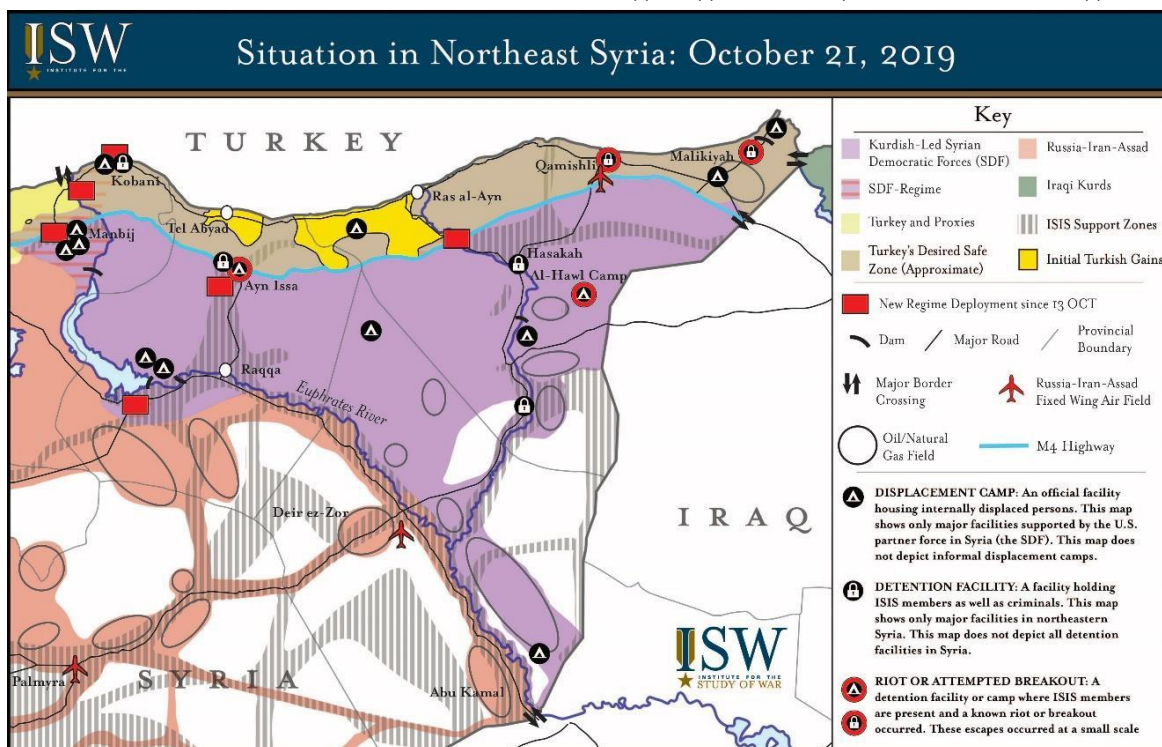 ISW
INSTITUTE FOR THE
Situation in Northeast Syria: October 21, 2019
TURKEY
Kobani
Manbij
Tel Abyad
Ras al-Ayn
Qamishli
Malikiyah
Ayn Issa
Hasakah
Al-Hawl Camp
Raqqa
Euphrates River
Deir ez-Zor
IRAQ
Palmyra
SYRIA
Abu Kamal
ISW
INSTITUTE FOR THE
STUDY OF WAR
Key
Kurdish-Led Syrian
Democratic Forces (SDF)
Russia-Iran-Assad
SDF-Regime
Iraqi Kurds
Turkey and Proxies
ISIS Support Zones
Turkey's Desired Safe
Zone (Approximate)
Initial Turkish Gains
New Regime Deployment since 13 OCT
Dam
Major Road
Provincial
Boundary
Major Border
Crossing
Russia-Iran-Assad
Fixed Wing Air Field
Oil/Natural
Gas Field
M4 Highway
DISPLACEMENT CAMP: An official facility
housing internally displaced persons. This map
shows only major facilities supported by the U.S.
partner force in Syria (the SDF). This map does
not depict informal displacement camps.
DETENTION FACILITY: A facility holding
ISIS members as well as criminals. This map
shows only major facilities in northeastern
Syria. This map does not depict all detention
facilities in Syria.
RIOT OR ATTEMPTED BREAKOUT: A
detention facility or camp where ISIS members
are present and a known riot or breakout
occurred. These escapes occurred at a small scale